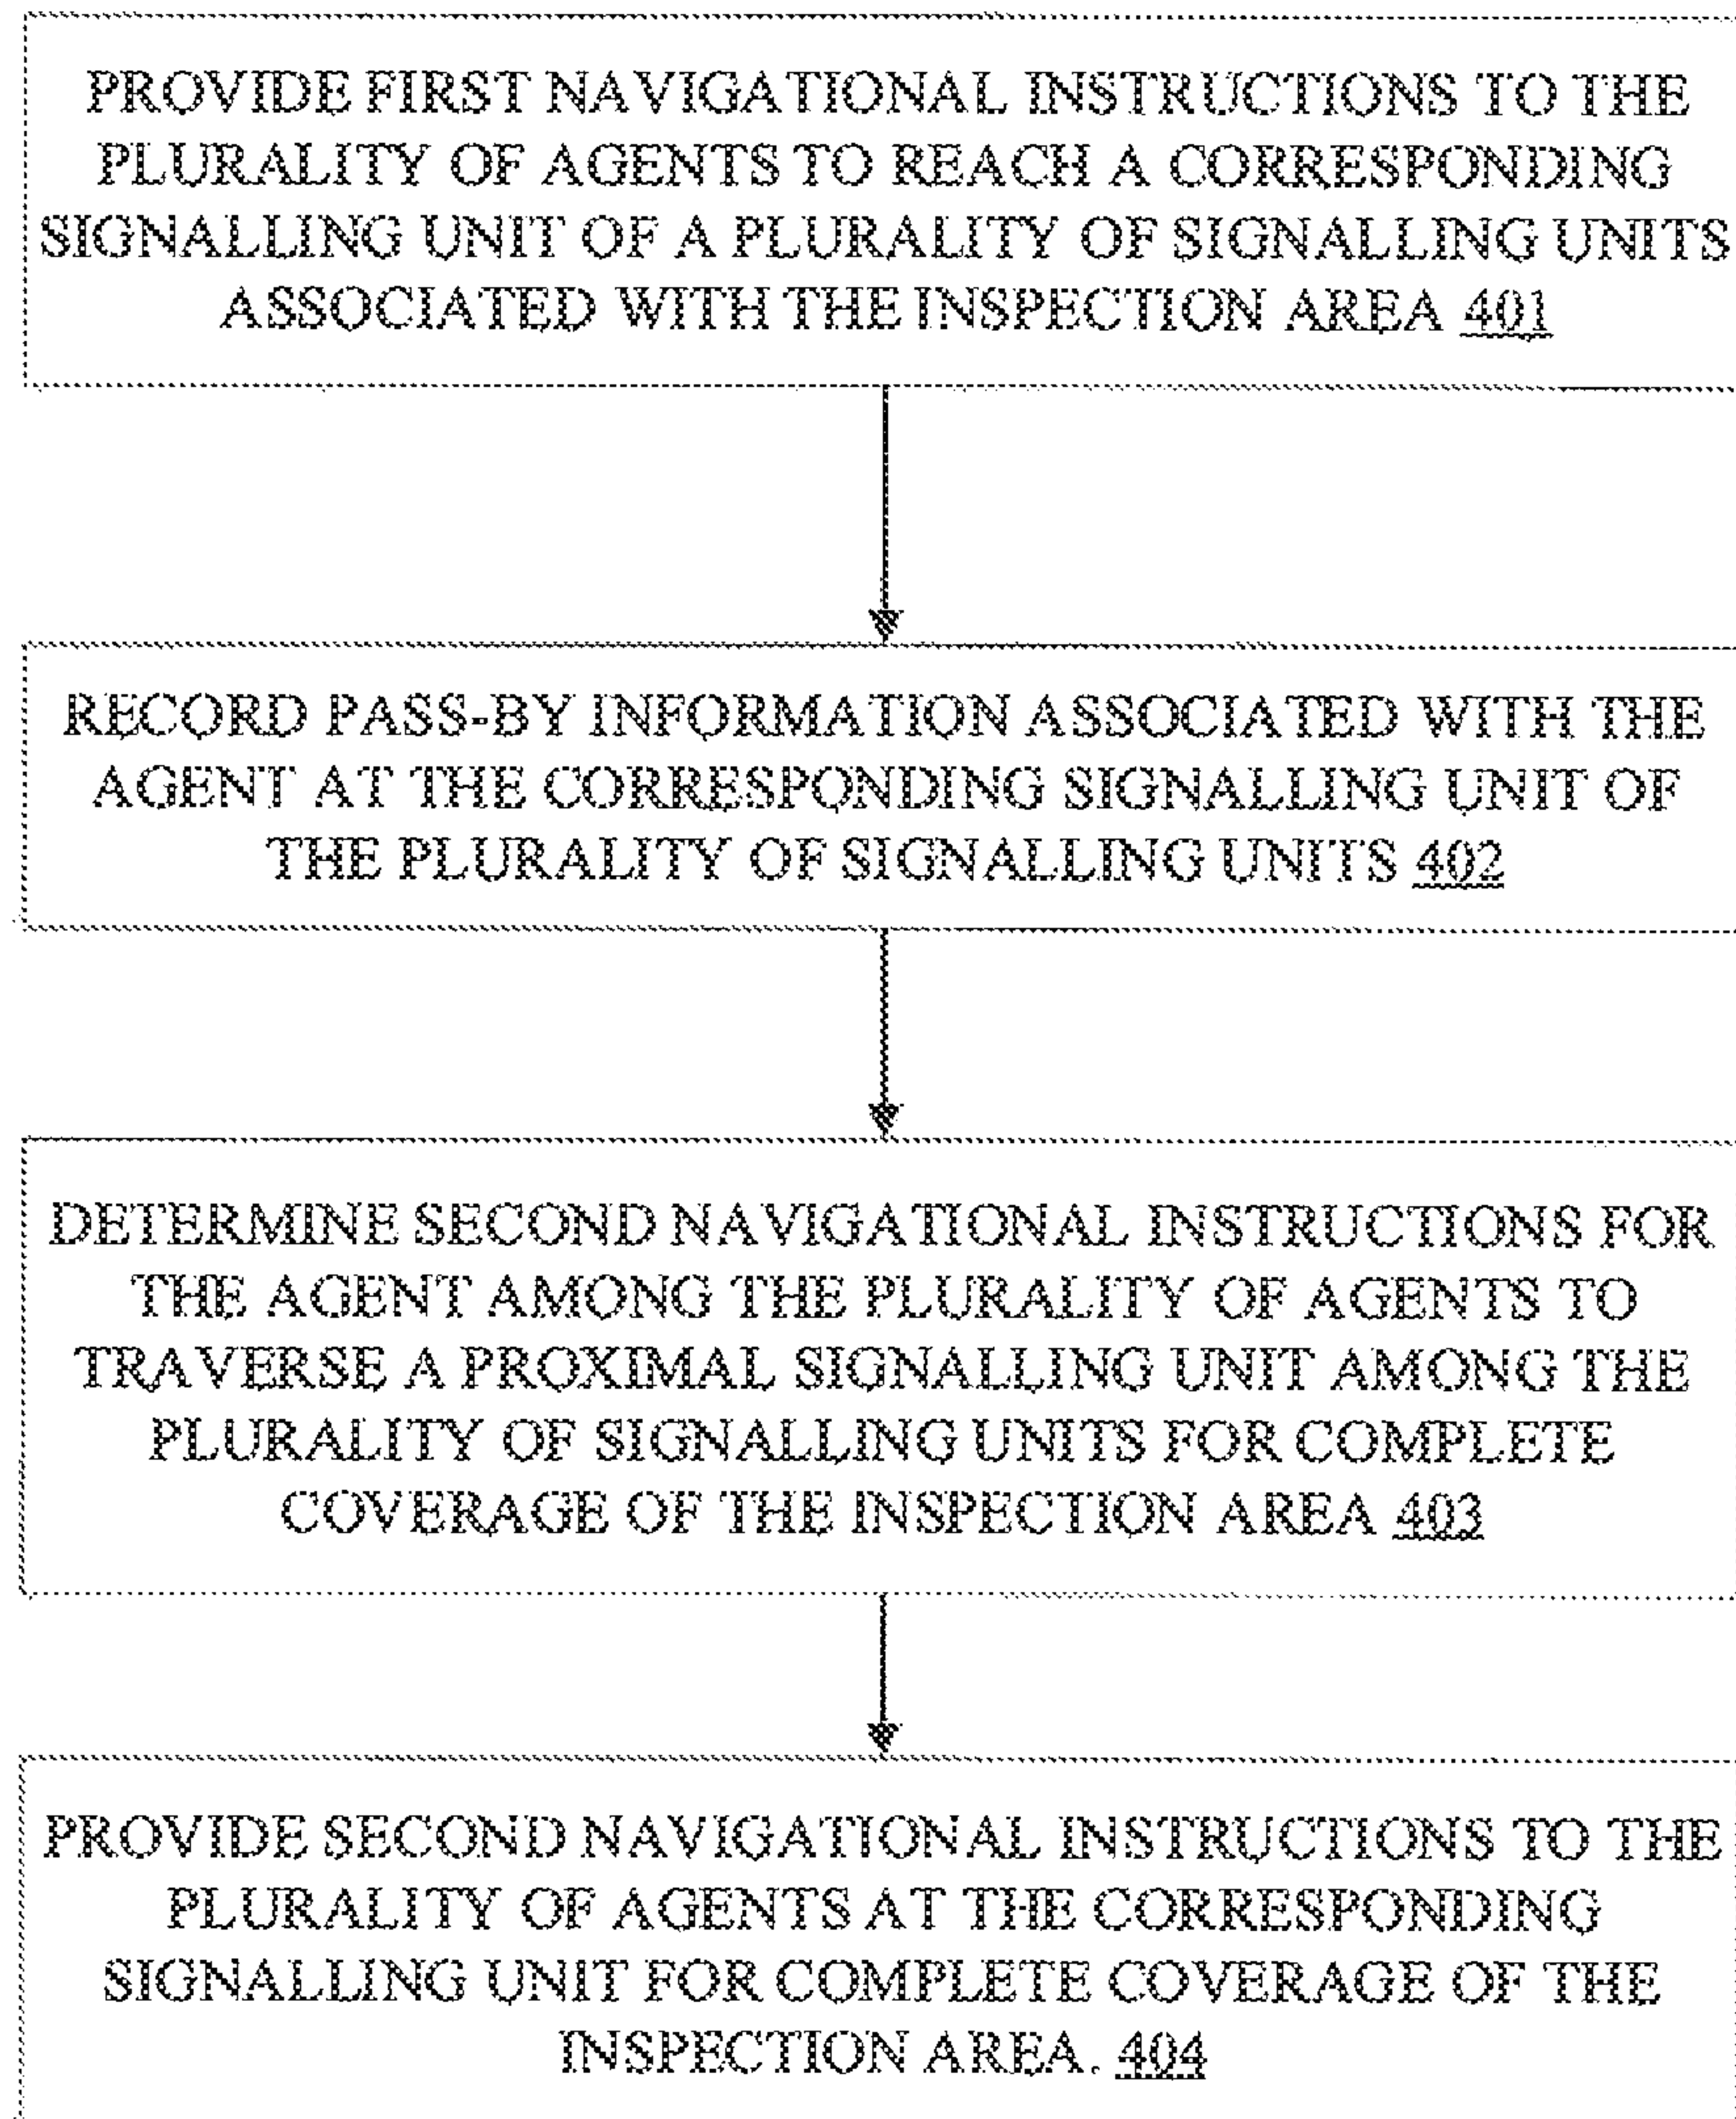 PROVIDE FIRST NAVIGATIONAL INSTRUCTIONS TO THE
PLURALITY OF AGENTS TO REACH A CORRESPONDING
SIGNALLING UNIT OF A PLURALITY OF SIGNALLING UNITS
ASSOCIATED WITH THE INSPECTION AREA 401
RECORD PASS-BY INFORMATION ASSOCIATED WITH THE
AGENT AT THE CORRESPONDING SIGNALLING UNIT OF
THE PLURALITY OF SIGNALLING UNITS 402
DETERMINE SECOND NAVIGATIONAL INSTRUCTIONS FOR
THE AGENT AMONG THE PLURALITY OF AGENTS TO
TRAVERSE A PROXIMAL SIGNALLING UNIT AMONG THE
PLURALITY OF SIGNALLING UNITS FOR COMPLETE
COVERAGE OF THE INSPECTION AREA 403
PROVIDE SECOND NAVIGATIONAL INSTRUCTIONS TO THE
PLURALITY OF AGENTS AT THE CORRESPONDING
SIGNALLING UNIT FOR COMPLETE COVERAGE OF THE
INSPECTION AREA. 404